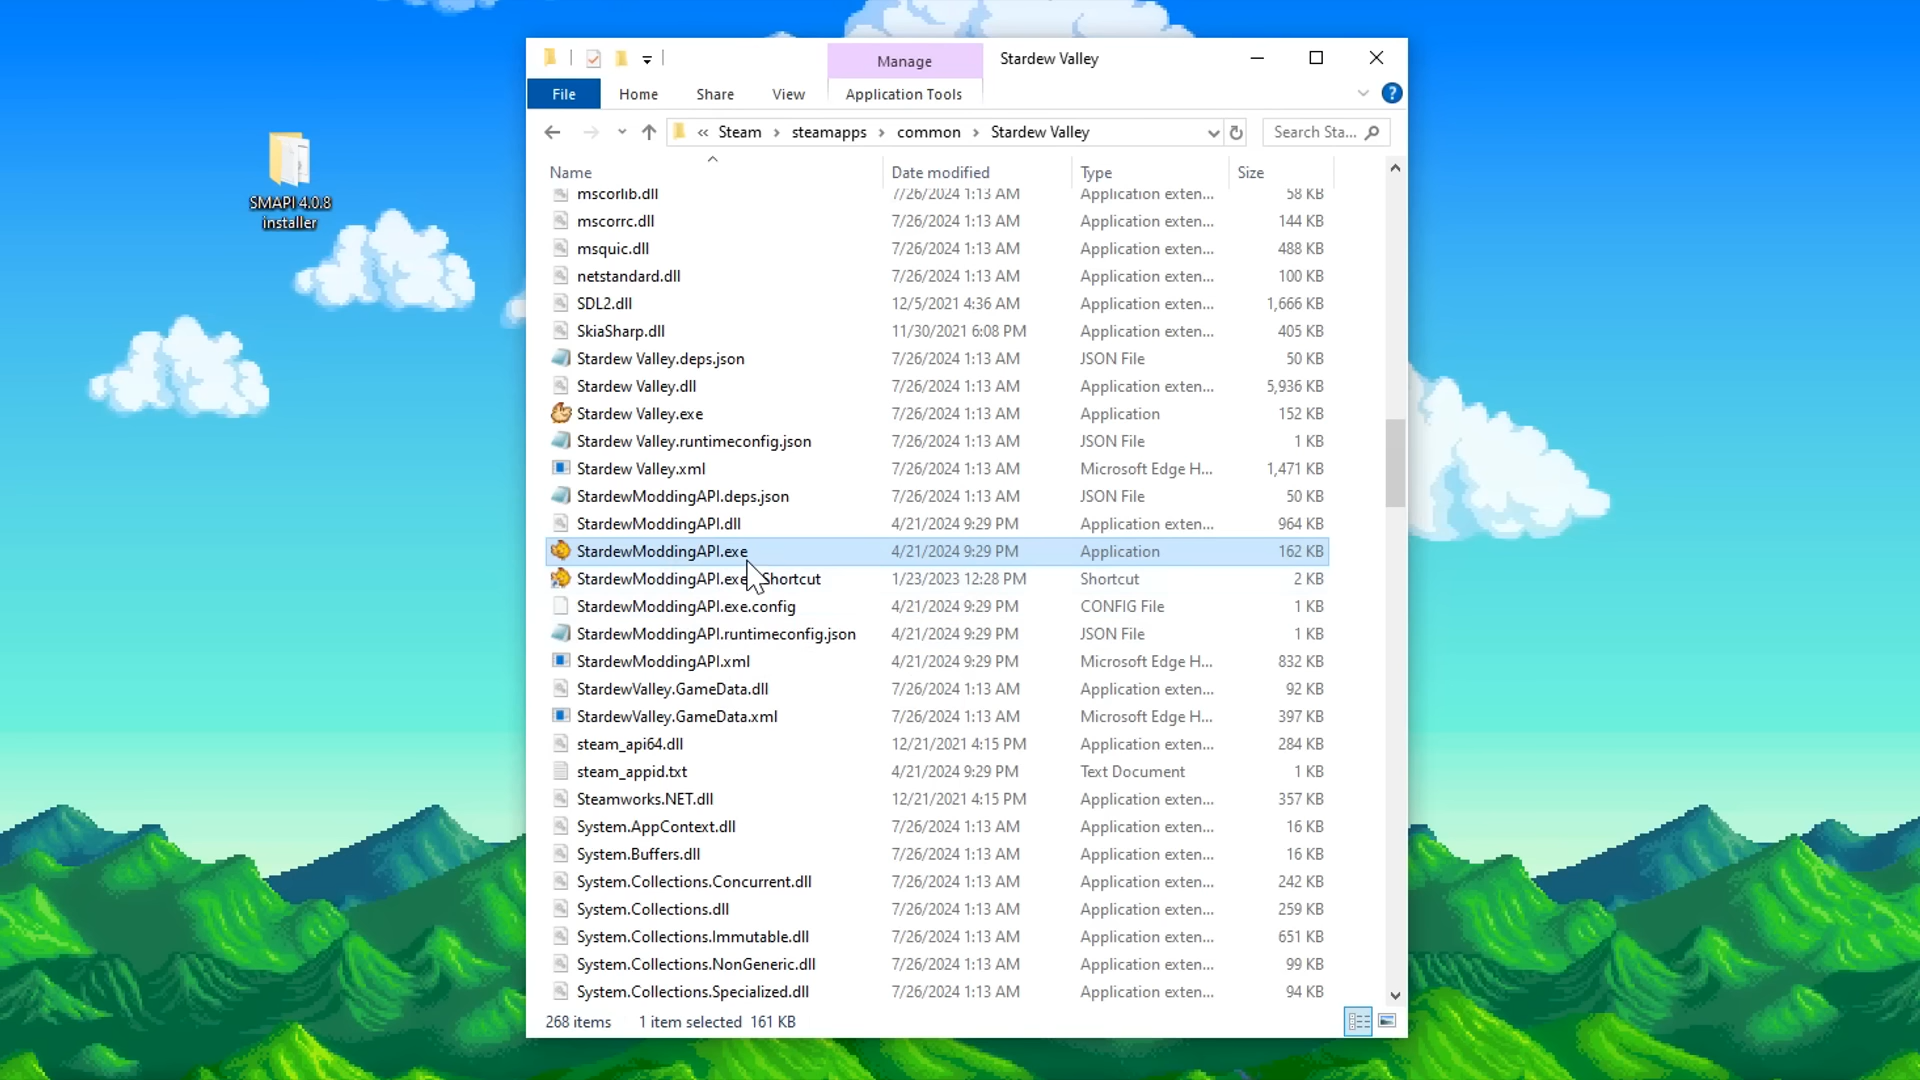 Manage
Stardew Valley
File
Home
Share
View
Application Tools
?
« Steam › steamapps › common › Stardew Valley
Search Sta...
SMAPI 4.0.8
installer
Name Date modified Type Size
mscorlib.dll 7/26/2024 1:13 AM Application exten... 58 KB
mscorrc.dll 7/26/2024 1:13 AM Application exten... 144 KB
msquic.dll 7/26/2024 1:13 AM Application exten... 488 KB
netstandard.dll 7/26/2024 1:13 AM Application exten... 100 KB
SDL2.dll 12/5/2021 4:36 AM Application exten... 1,666 KB
SkiaSharp.dll 11/30/2021 6:08 PM Application exten... 405 KB
Stardew Valley.deps.json 7/26/2024 1:13 AM JSON File 50 KB
Stardew Valley.dll 7/26/2024 1:13 AM Application exten... 5,936 KB
Stardew Valley.exe 7/26/2024 1:13 AM Application 152 KB
Stardew Valley.runtimeconfig.json 7/26/2024 1:13 AM JSON File 1 KB
Stardew Valley.xml 7/26/2024 1:13 AM Microsoft Edge H... 1,471 KB
StardewModdingAPI.deps.json 7/26/2024 1:13 AM JSON File 50 KB
StardewModdingAPI.dll 4/21/2024 9:29 PM Application exten... 964 KB
StardewModdingAPI.exe 4/21/2024 9:29 PM Application 162 KB
StardewModdingAPI.exe Shortcut 1/23/2023 12:28 PM Shortcut 2 KB
StardewModdingAPI.exe.config 4/21/2024 9:29 PM CONFIG File 1 KB
StardewModdingAPI.runtimeconfig.json 4/21/2024 9:29 PM JSON File 1 KB
StardewModdingAPI.xml 4/21/2024 9:29 PM Microsoft Edge H... 832 KB
StardewValley.GameData.dll 7/26/2024 1:13 AM Application exten... 92 KB
StardewValley.GameData.xml 7/26/2024 1:13 AM Microsoft Edge H... 397 KB
steam_api64.dll 12/21/2021 4:15 PM Application exten... 284 KB
steam_appid.txt 4/21/2024 9:29 PM Text Document 1 KB
Steamworks.NET.dll 12/21/2021 4:15 PM Application exten... 357 KB
System.AppContext.dll 7/26/2024 1:13 AM Application exten... 16 KB
System.Buffers.dll 7/26/2024 1:13 AM Application exten... 16 KB
System.Collections.Concurrent.dll 7/26/2024 1:13 AM Application exten... 242 KB
System.Collections.dll 7/26/2024 1:13 AM Application exten... 259 KB
System.Collections.Immutable.dll 7/26/2024 1:13 AM Application exten... 651 KB
System.Collections.NonGeneric.dll 7/26/2024 1:13 AM Application exten... 99 KB
System.Collections.Specialized.dll 7/26/2024 1:13 AM Application exten... 94 KB
268 items 1 item selected 161 KB